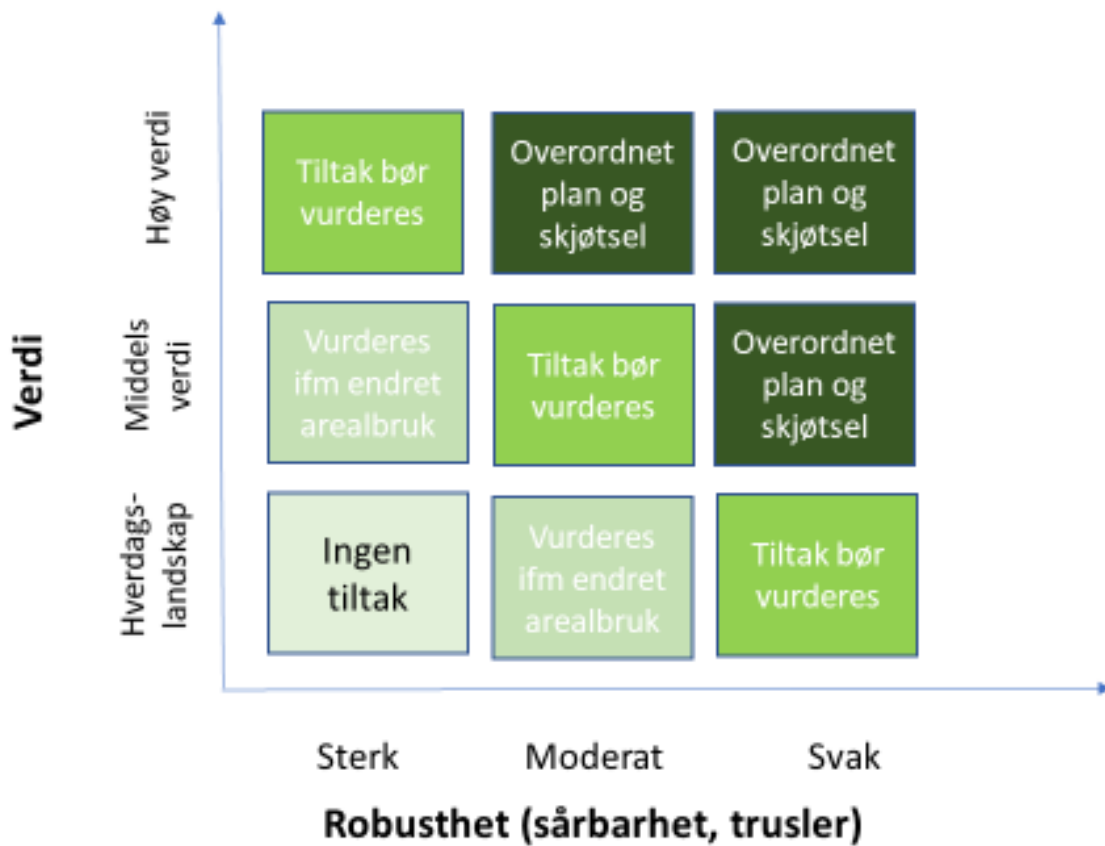 Verdi
Høy verdi
Tiltak bør
vurderes
Overordnet
plan og
skjøtsel
Overordnet
plan og
skjøtsel
Middels
verdi
Vurderes
ifm endret
arealbruk
Tiltak bør
vurderes
Overordnet
plan og
skjøtsel
Hverdags-
landskap
Ingen
tiltak
Vurderes
ifm endret
arealbruk
Tiltak bør
vurderes
Sterk
Moderat
Svak
Robusthet (sårbarhet, trusler)